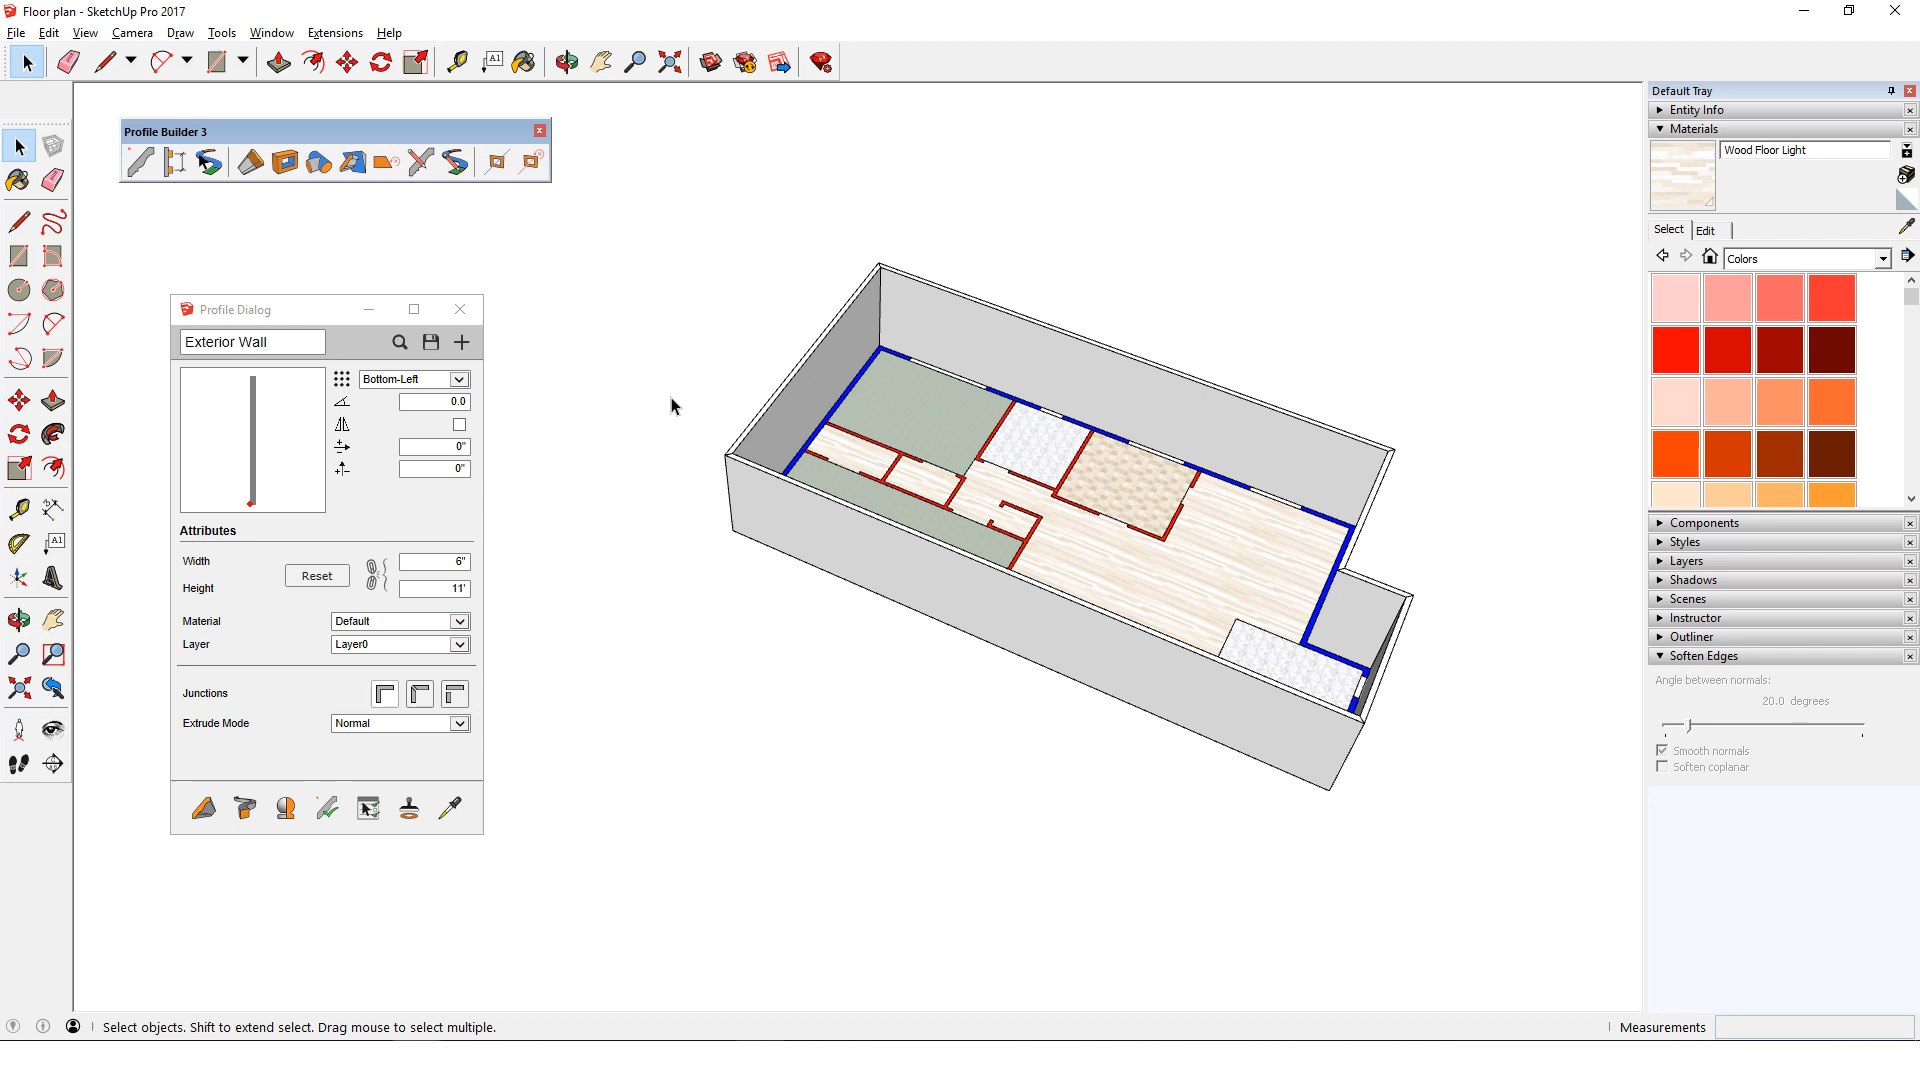 Floor plan - SketchUp Pro 2017
File Edit View Camera Draw Tools Window Extensions Help
A1
Default Tray
Entity Info
Materials
Wood Floor Light
Select Edit
Colors
Components
Styles
Layers
Shadows
Scenes
Instructor
Outliner
Soften Edges
Angle between normals:
20.0 degrees
Smooth normals
Soften coplanar
Profile Builder 3
Profile Dialog
Exterior Wall
Bottom-Left
0.0
0"
0"
Attributes
Width 6"
Reset
Height 11'
Material Default
Layer Layer0
Junctions
Extrude Mode Normal
A1
Select objects. Shift to extend select. Drag mouse to select multiple.
Measurements